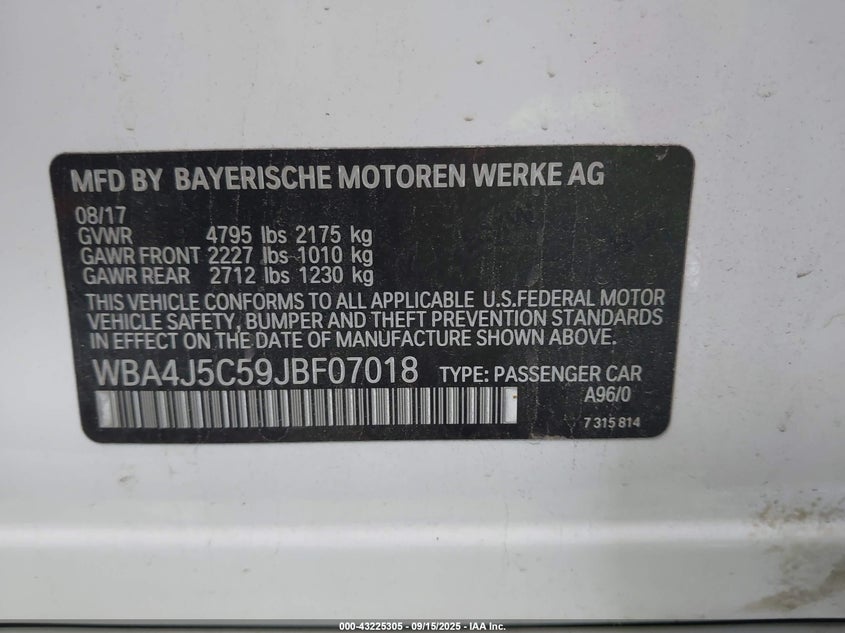 MFD BY BAYERISCHE MOTOREN WERKE AG
08/17
GVWR 4795 lbs 2175 kg
GAWR FRONT 2227 lbs 1010 kg
GAWR REAR 2712 lbs 1230 kg
THIS VEHICLE CONFORMS TO ALL APPLICABLE U.S.FEDERAL MOTOR
VEHICLE SAFETY, BUMPER AND THEFT PREVENTION STANDARDS
IN EFFECT ON THE DATE OF MANUFACTURE SHOWN ABOVE.
WBA4J5C59JBF07018 TYPE: PASSENGER CAR
A96/0
7 315 814
000-43225305 - 09/15/2025 - IAA Inc.